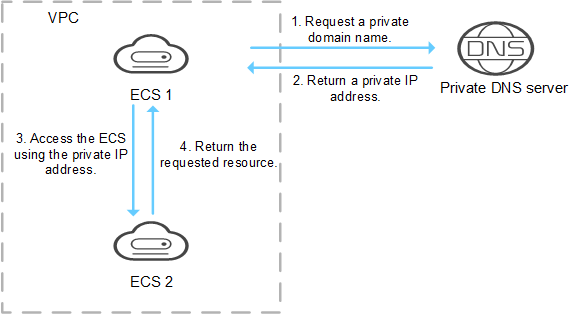 VPC
1. Request a private
domain name.
DNS
2. Return a private IP
address.
Private DNS server
ECS 1
3. Access the ECS
using the private IP
address.
4. Return the
requested resource.
ECS 2